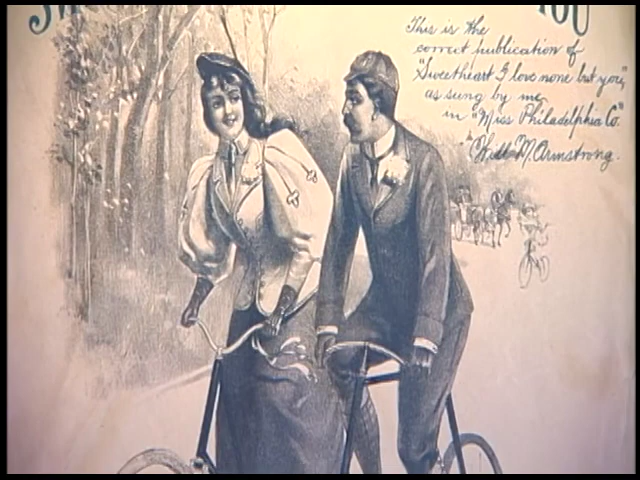 This is the
correct publication of
"Sweetheart I love none but you,"
as sung by me
in "Miss Philadelphia Co."
Will M. Armstrong.